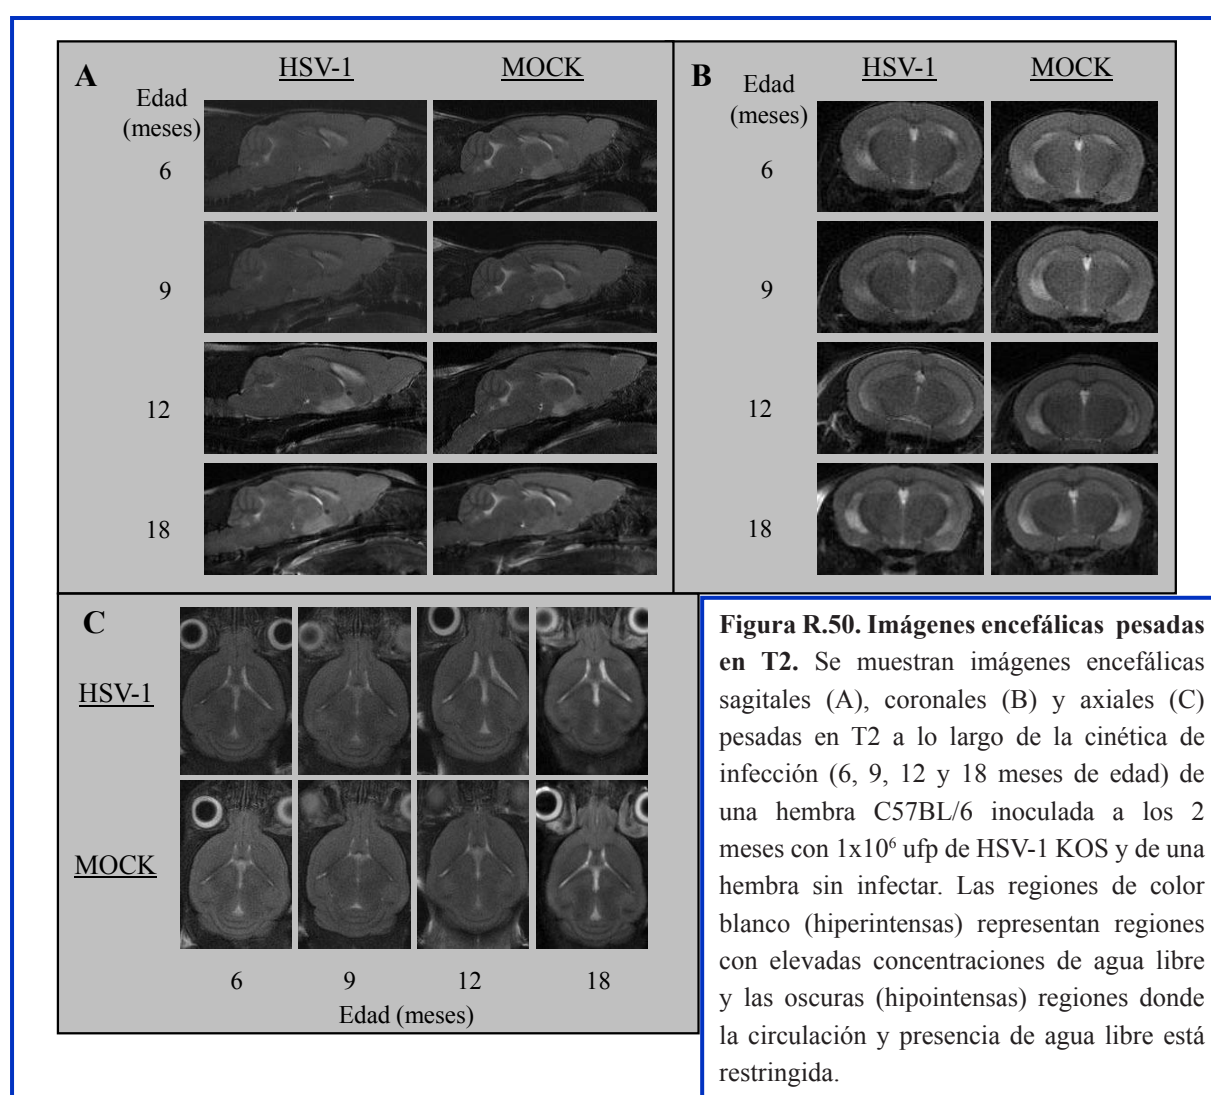 A
HSV-1 MOCK
Edad
(meses)
6
9
12
18
B
HSV-1 MOCK
Edad
(meses)
6
9
12
18
C
HSV-1
MOCK
6 9 12 18
Edad (meses)
Figura R.50. Imágenes encefálicas pesadas
en T2. Se muestran imágenes encefálicas
sagitales (A), coronales (B) y axiales (C)
pesadas en T2 a lo largo de la cinética de
infección (6, 9, 12 y 18 meses de edad) de
una hembra C57BL/6 inoculada a los 2
meses con 1x10⁶ ufp de HSV-1 KOS y de una
hembra sin infectar. Las regiones de color
blanco (hiperintensas) representan regiones
con elevadas concentraciones de agua libre
y las oscuras (hipointensas) regiones donde
la circulación y presencia de agua libre está
restringida.